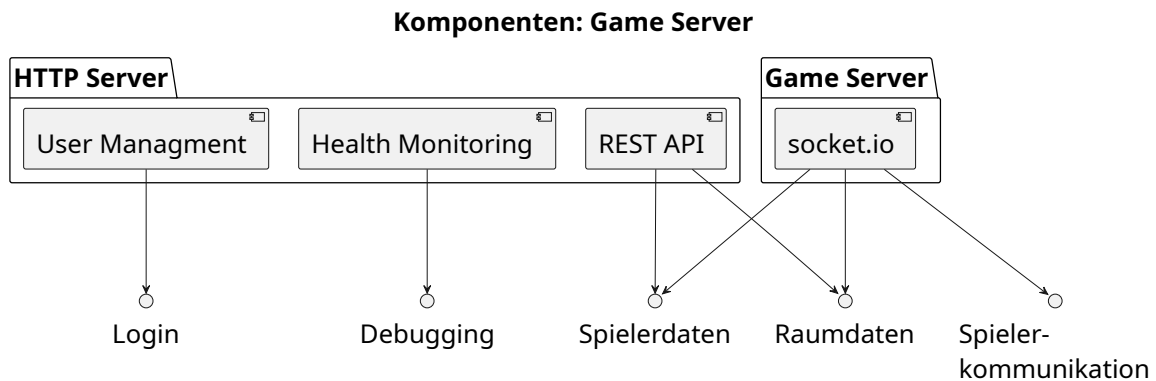 Komponenten: Game Server
HTTP Server
Game Server
User Managment
Health Monitoring
REST API
socket.io
Login
Debugging
Spielerdaten
Raumdaten
Spieler-
kommunikation